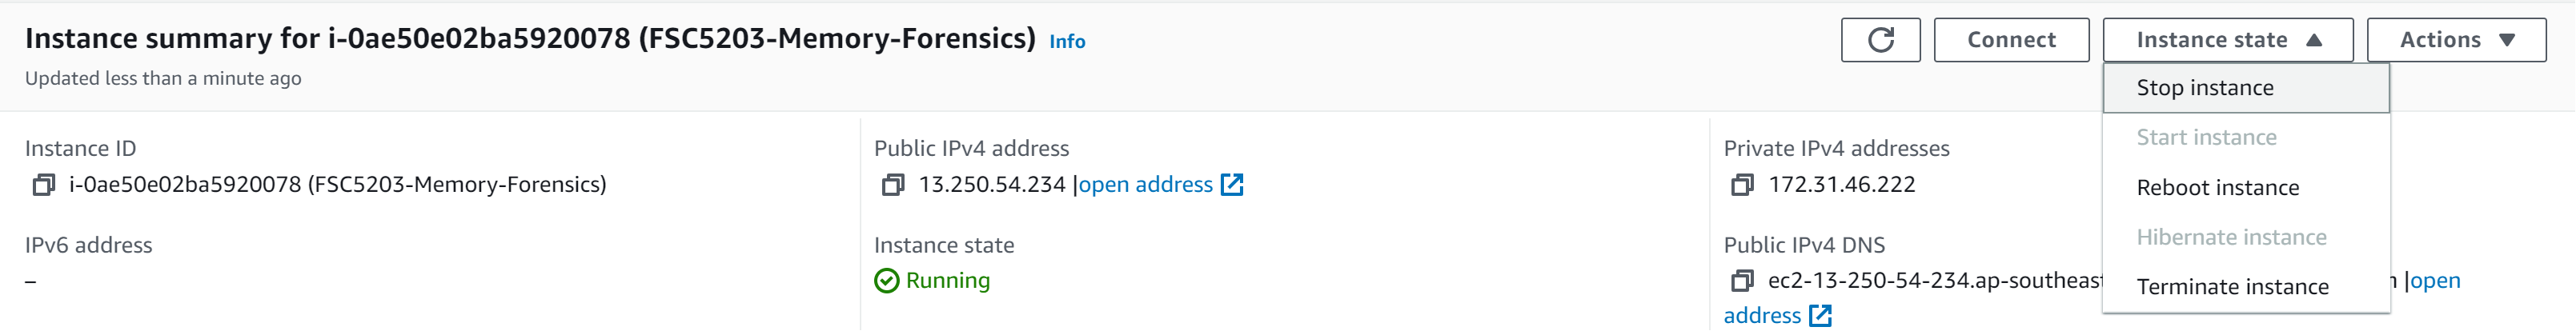 Instance summary for i-0ae50e02ba5920078 (FSC5203-Memory-Forensics) Info
Updated less than a minute ago
Connect
Instance state
Actions
Stop instance
Start instance
Reboot instance
Hibernate instance
Terminate instance
Instance ID
i-0ae50e02ba5920078 (FSC5203-Memory-Forensics)
IPv6 address
–
Public IPv4 address
13.250.54.234 |open address
Instance state
Running
Private IPv4 addresses
172.31.46.222
Public IPv4 DNS
ec2-13-250-54-234.ap-southeast |open
address